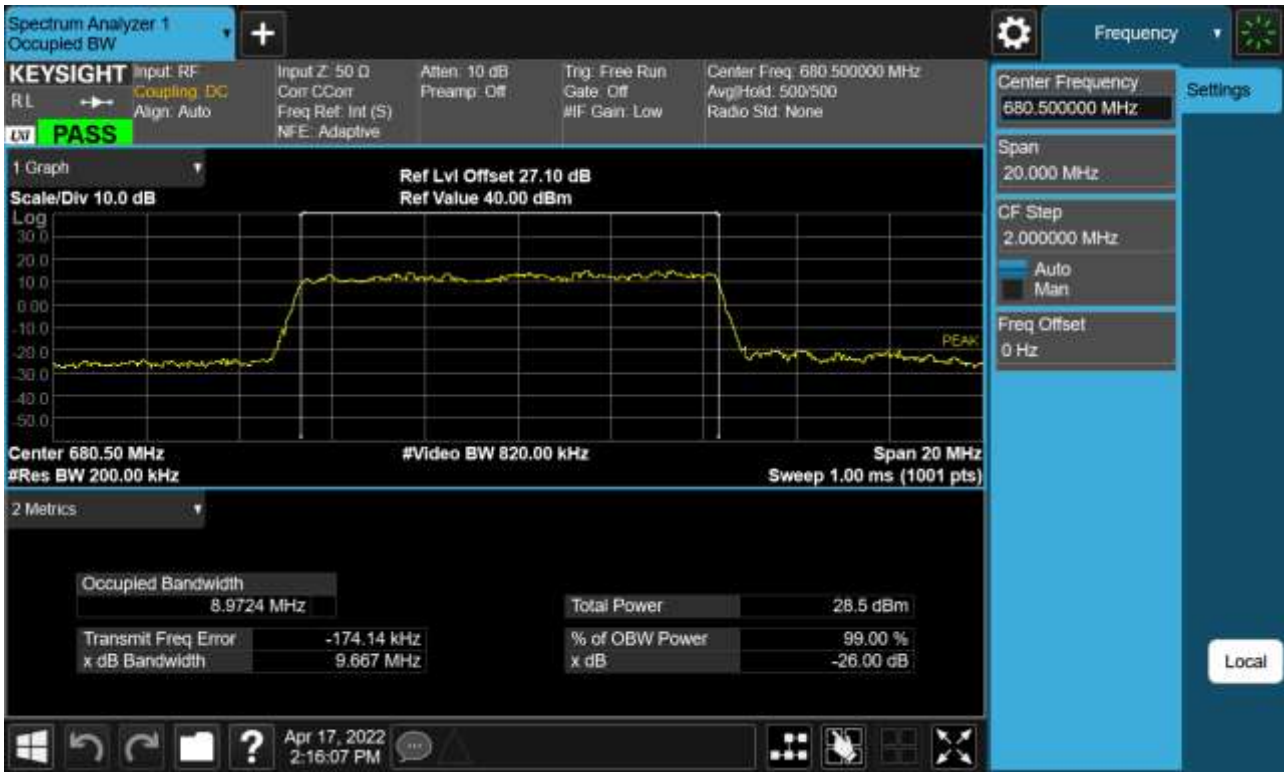 Spectrum Analyzer 1
Occupied BW
+
Frequency
KEYSIGHT Input: RF
Coupling: DC
Align: Auto
RL
LXI PASS
Input Z: 50 Ω
Corr CCorr
Freq Ref: Int (S)
NFE: Adaptive
Atten: 10 dB
Preamp: Off
Trig: Free Run
Gate: Off
#IF Gain: Low
Center Freq: 680.500000 MHz
Avg|Hold: 500/500
Radio Std: None
Center Frequency
680.500000 MHz
Settings
Span
20.000 MHz
CF Step
2.000000 MHz
Auto
Man
Freq Offset
0 Hz
1 Graph
Scale/Div 10.0 dB
Ref Lvl Offset 27.10 dB
Ref Value 40.00 dBm
Log
30.0
20.0
10.0
0.00
-10.0
-20.0
-30.0
-40.0
-50.0
PEAK
Center 680.50 MHz
#Res BW 200.00 kHz
#Video BW 820.00 kHz
Span 20 MHz
Sweep 1.00 ms (1001 pts)
2 Metrics
Occupied Bandwidth
8.9724 MHz
Transmit Freq Error -174.14 kHz
x dB Bandwidth 9.667 MHz
Total Power 28.5 dBm
% of OBW Power 99.00 %
x dB -26.00 dB
Local
?
Apr 17, 2022
2:16:07 PM